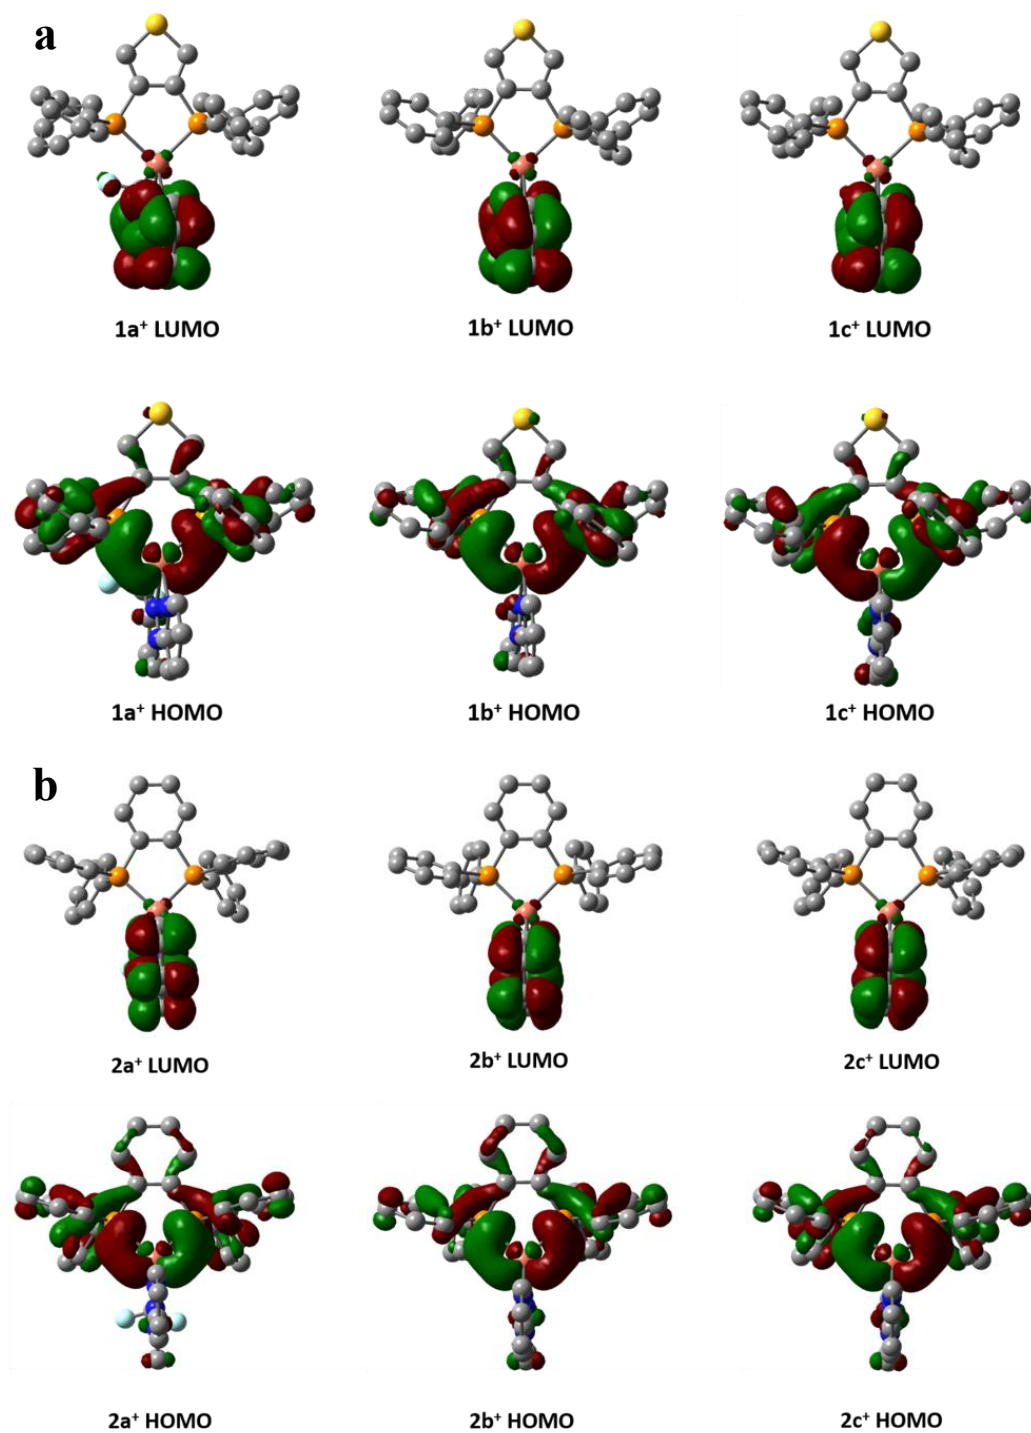 a
1a⁺ LUMO 1b⁺ LUMO 1c⁺ LUMO
1a⁺ HOMO 1b⁺ HOMO 1c⁺ HOMO
b
2a⁺ LUMO 2b⁺ LUMO 2c⁺ LUMO
2a⁺ HOMO 2b⁺ HOMO 2c⁺ HOMO